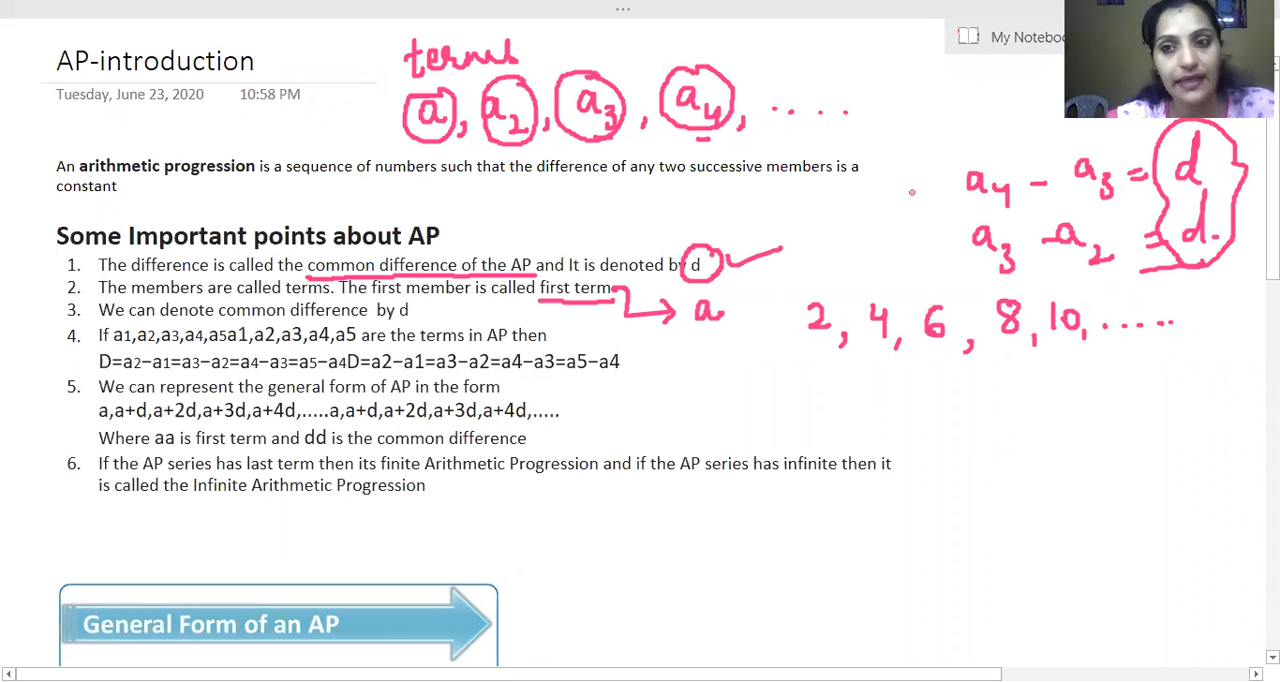 ...
My Noteboo
AP-introduction
Tuesday, June 23, 2020 10:58 PM
terms
a, a2, a3, a4, .....
An arithmetic progression is a sequence of numbers such that the difference of any two successive members is a
constant
a4 - a3 = d
a3 - a2 = d.
Some Important points about AP
1. The difference is called the common difference of the AP and It is denoted by d
2. The members are called terms. The first member is called first term
a
2, 4, 6, 8, 10, ......
3. We can denote common difference by d
4. If a1,a2,a3,a4,a5a1,a2,a3,a4,a5 are the terms in AP then
D=a2−a1=a3−a2=a4−a3=a5−a4D=a2−a1=a3−a2=a4−a3=a5−a4
5. We can represent the general form of AP in the form
a,a+d,a+2d,a+3d,a+4d,.....a,a+d,a+2d,a+3d,a+4d,.....
Where aa is first term and dd is the common difference
6. If the AP series has last term then its finite Arithmetic Progression and if the AP series has infinite then it
is called the Infinite Arithmetic Progression
General Form of an AP